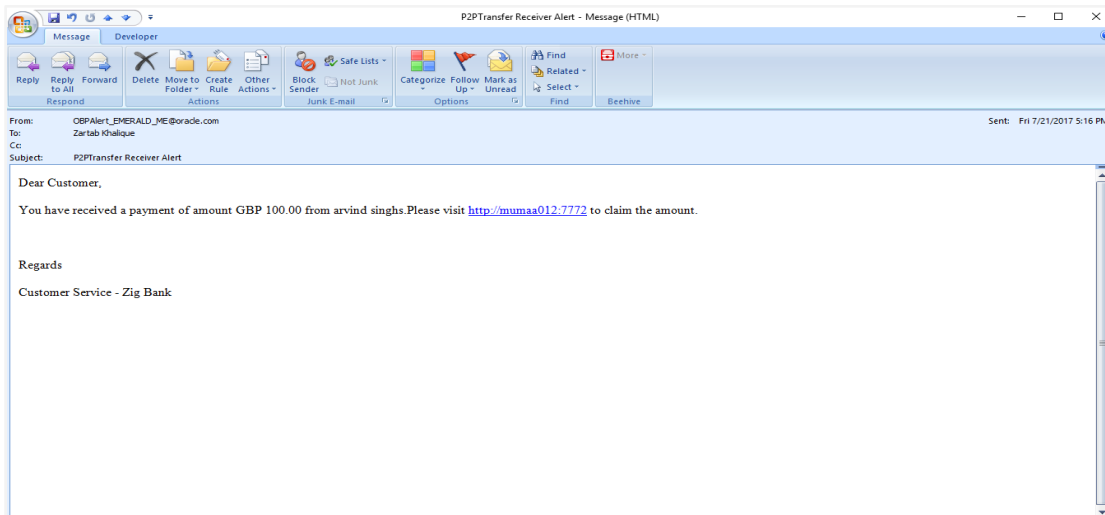 P2PTransfer Receiver Alert - Message (HTML)
Message Developer
Reply Reply to All Forward
Respond
Delete Move to Folder Create Rule Other Actions
Actions
Block Sender Safe Lists Not Junk
Junk E-mail
Categorize Follow Up Mark as Unread
Options
Find Related Select
Find
More
Beehive
From: OBPAlert_EMERALD_ME@oracle.com Sent: Fri 7/21/2017 5:16 PM
To: Zartab Khalique
Cc:
Subject: P2PTransfer Receiver Alert
Dear Customer,
You have received a payment of amount GBP 100.00 from arvind singhs.Please visit http://mumaa012:7772 to claim the amount.
Regards
Customer Service - Zig Bank